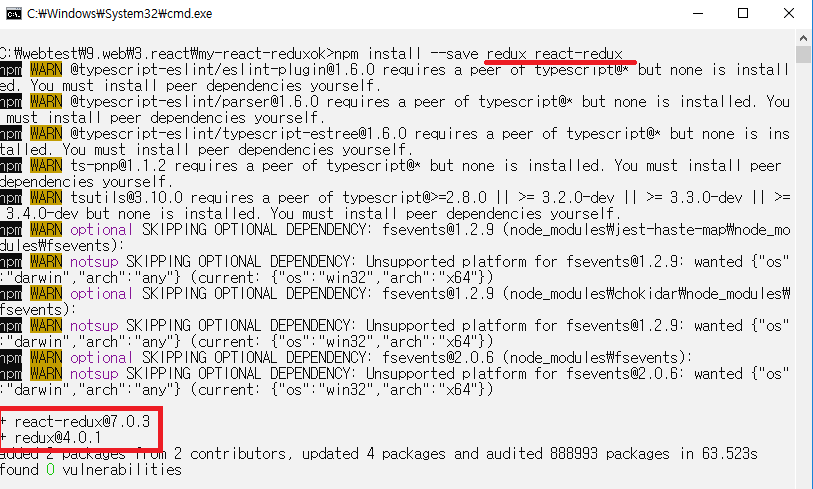 C:\Windows\System32\cmd.exe
C:\webtest\9.web\3.react\my-react-reduxok>npm install --save redux react-redux
npm WARN @typescript-eslint/eslint-plugin@1.6.0 requires a peer of typescript@* but none is install
ed. You must install peer dependencies yourself.
npm WARN @typescript-eslint/parser@1.6.0 requires a peer of typescript@* but none is installed. You
 must install peer dependencies yourself.
npm WARN @typescript-eslint/typescript-estree@1.6.0 requires a peer of typescript@* but none is ins
talled. You must install peer dependencies yourself.
npm WARN ts-pnp@1.1.2 requires a peer of typescript@* but none is installed. You must install peer
dependencies yourself.
npm WARN tsutils@3.10.0 requires a peer of typescript@>=2.8.0 || >= 3.2.0-dev || >= 3.3.0-dev || >=
 3.4.0-dev but none is installed. You must install peer dependencies yourself.
npm WARN optional SKIPPING OPTIONAL DEPENDENCY: fsevents@1.2.9 (node_modules\jest-haste-map\node_mo
dules\fsevents):
npm WARN notsup SKIPPING OPTIONAL DEPENDENCY: Unsupported platform for fsevents@1.2.9: wanted {"os"
:"darwin","arch":"any"} (current: {"os":"win32","arch":"x64"})
npm WARN optional SKIPPING OPTIONAL DEPENDENCY: fsevents@1.2.9 (node_modules\chokidar\node_modules\
fsevents):
npm WARN notsup SKIPPING OPTIONAL DEPENDENCY: Unsupported platform for fsevents@1.2.9: wanted {"os"
:"darwin","arch":"any"} (current: {"os":"win32","arch":"x64"})
npm WARN optional SKIPPING OPTIONAL DEPENDENCY: fsevents@2.0.6 (node_modules\fsevents):
npm WARN notsup SKIPPING OPTIONAL DEPENDENCY: Unsupported platform for fsevents@2.0.6: wanted {"os"
:"darwin","arch":"any"} (current: {"os":"win32","arch":"x64"})
+ react-redux@7.0.3
+ redux@4.0.1
added 2 packages from 2 contributors, updated 4 packages and audited 888993 packages in 63.523s
found 0 vulnerabilities